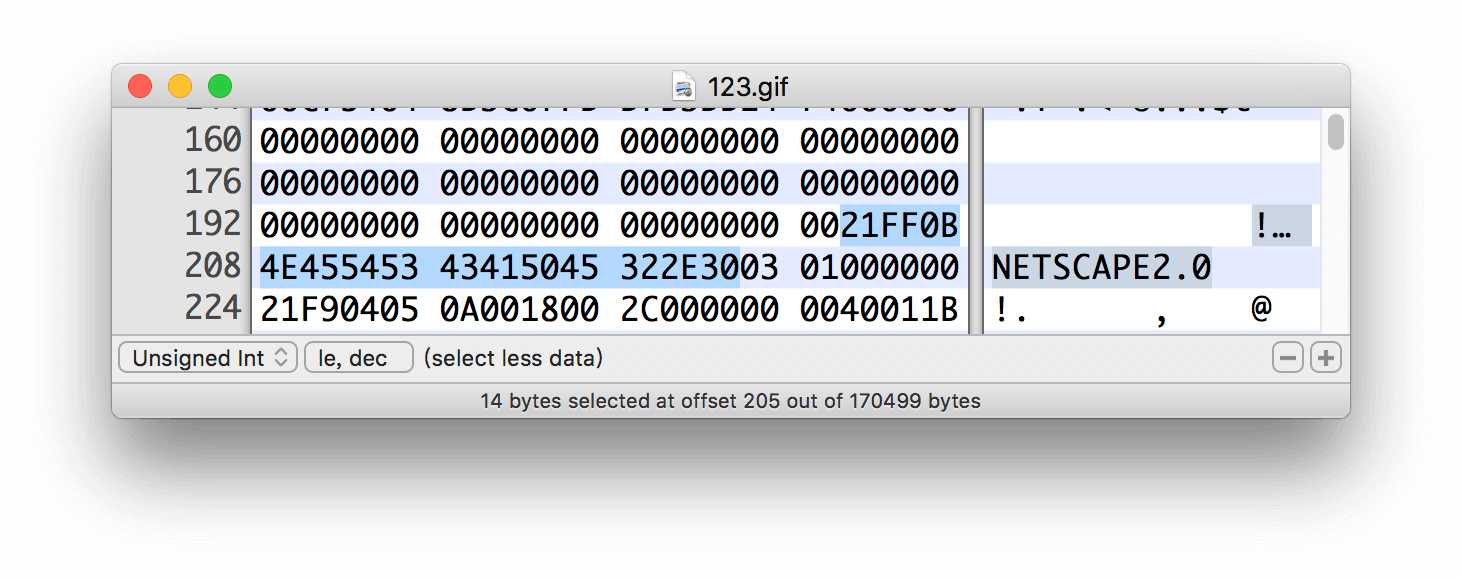 123.gif
160 00000000 00000000 00000000 00000000
176 00000000 00000000 00000000 00000000
192 00000000 00000000 00000000 0021FF0B !…
208 4E455453 43415045 322E3003 01000000 NETSCAPE2.0
224 21F90405 0A001800 2C000000 0040011B !. , @
Unsigned Int le, dec (select less data)
14 bytes selected at offset 205 out of 170499 bytes